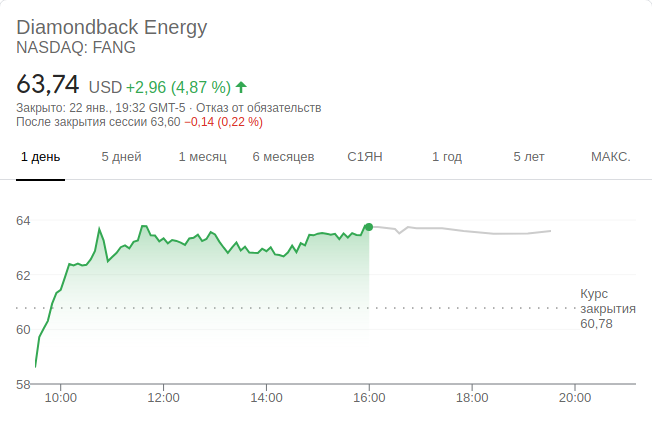 Diamondback Energy
NASDAQ: FANG
63,74 USD +2,96 (4,87 %)
Закрыто: 22 янв., 19:32 GMT-5 · Отказ от обязательств
После закрытия сессии 63,60 −0,14 (0,22 %)
1 день 5 дней 1 месяц 6 месяцев С1ЯН 1 год 5 лет МАКС.
64
62
60
58
Курс
закрытия
60,78
10:00 12:00 14:00 16:00 18:00 20:00